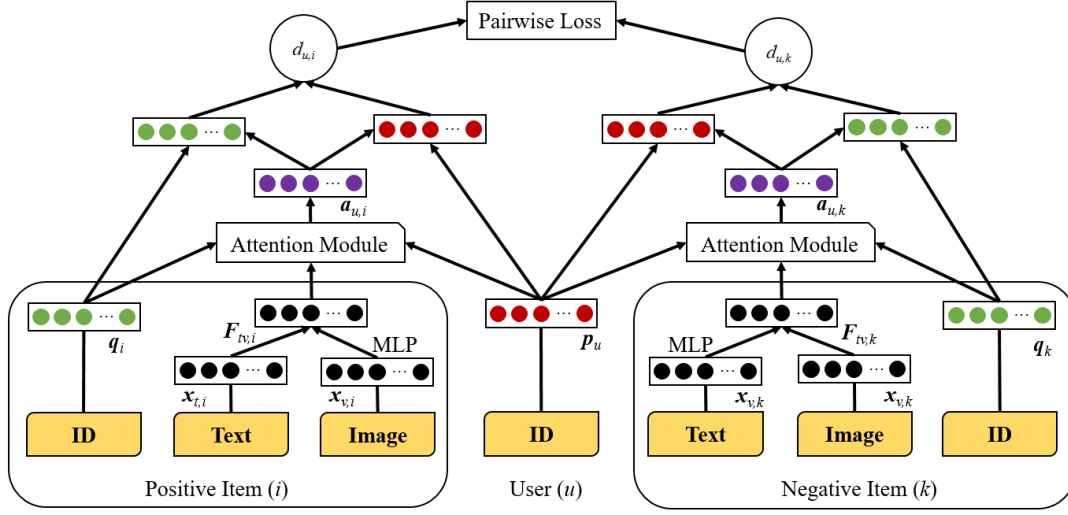 Pairwise Loss
d_{u,i}
d_{u,k}
a_{u,i}
a_{u,k}
Attention Module
Attention Module
F_{tv,i}
MLP
q_i
p_u
MLP
F_{tv,k}
q_k
x_{t,i}
x_{v,i}
x_{v,k}
x_{v,k}
ID
Text
Image
ID
Text
Image
ID
Positive Item (i)
User (u)
Negative Item (k)